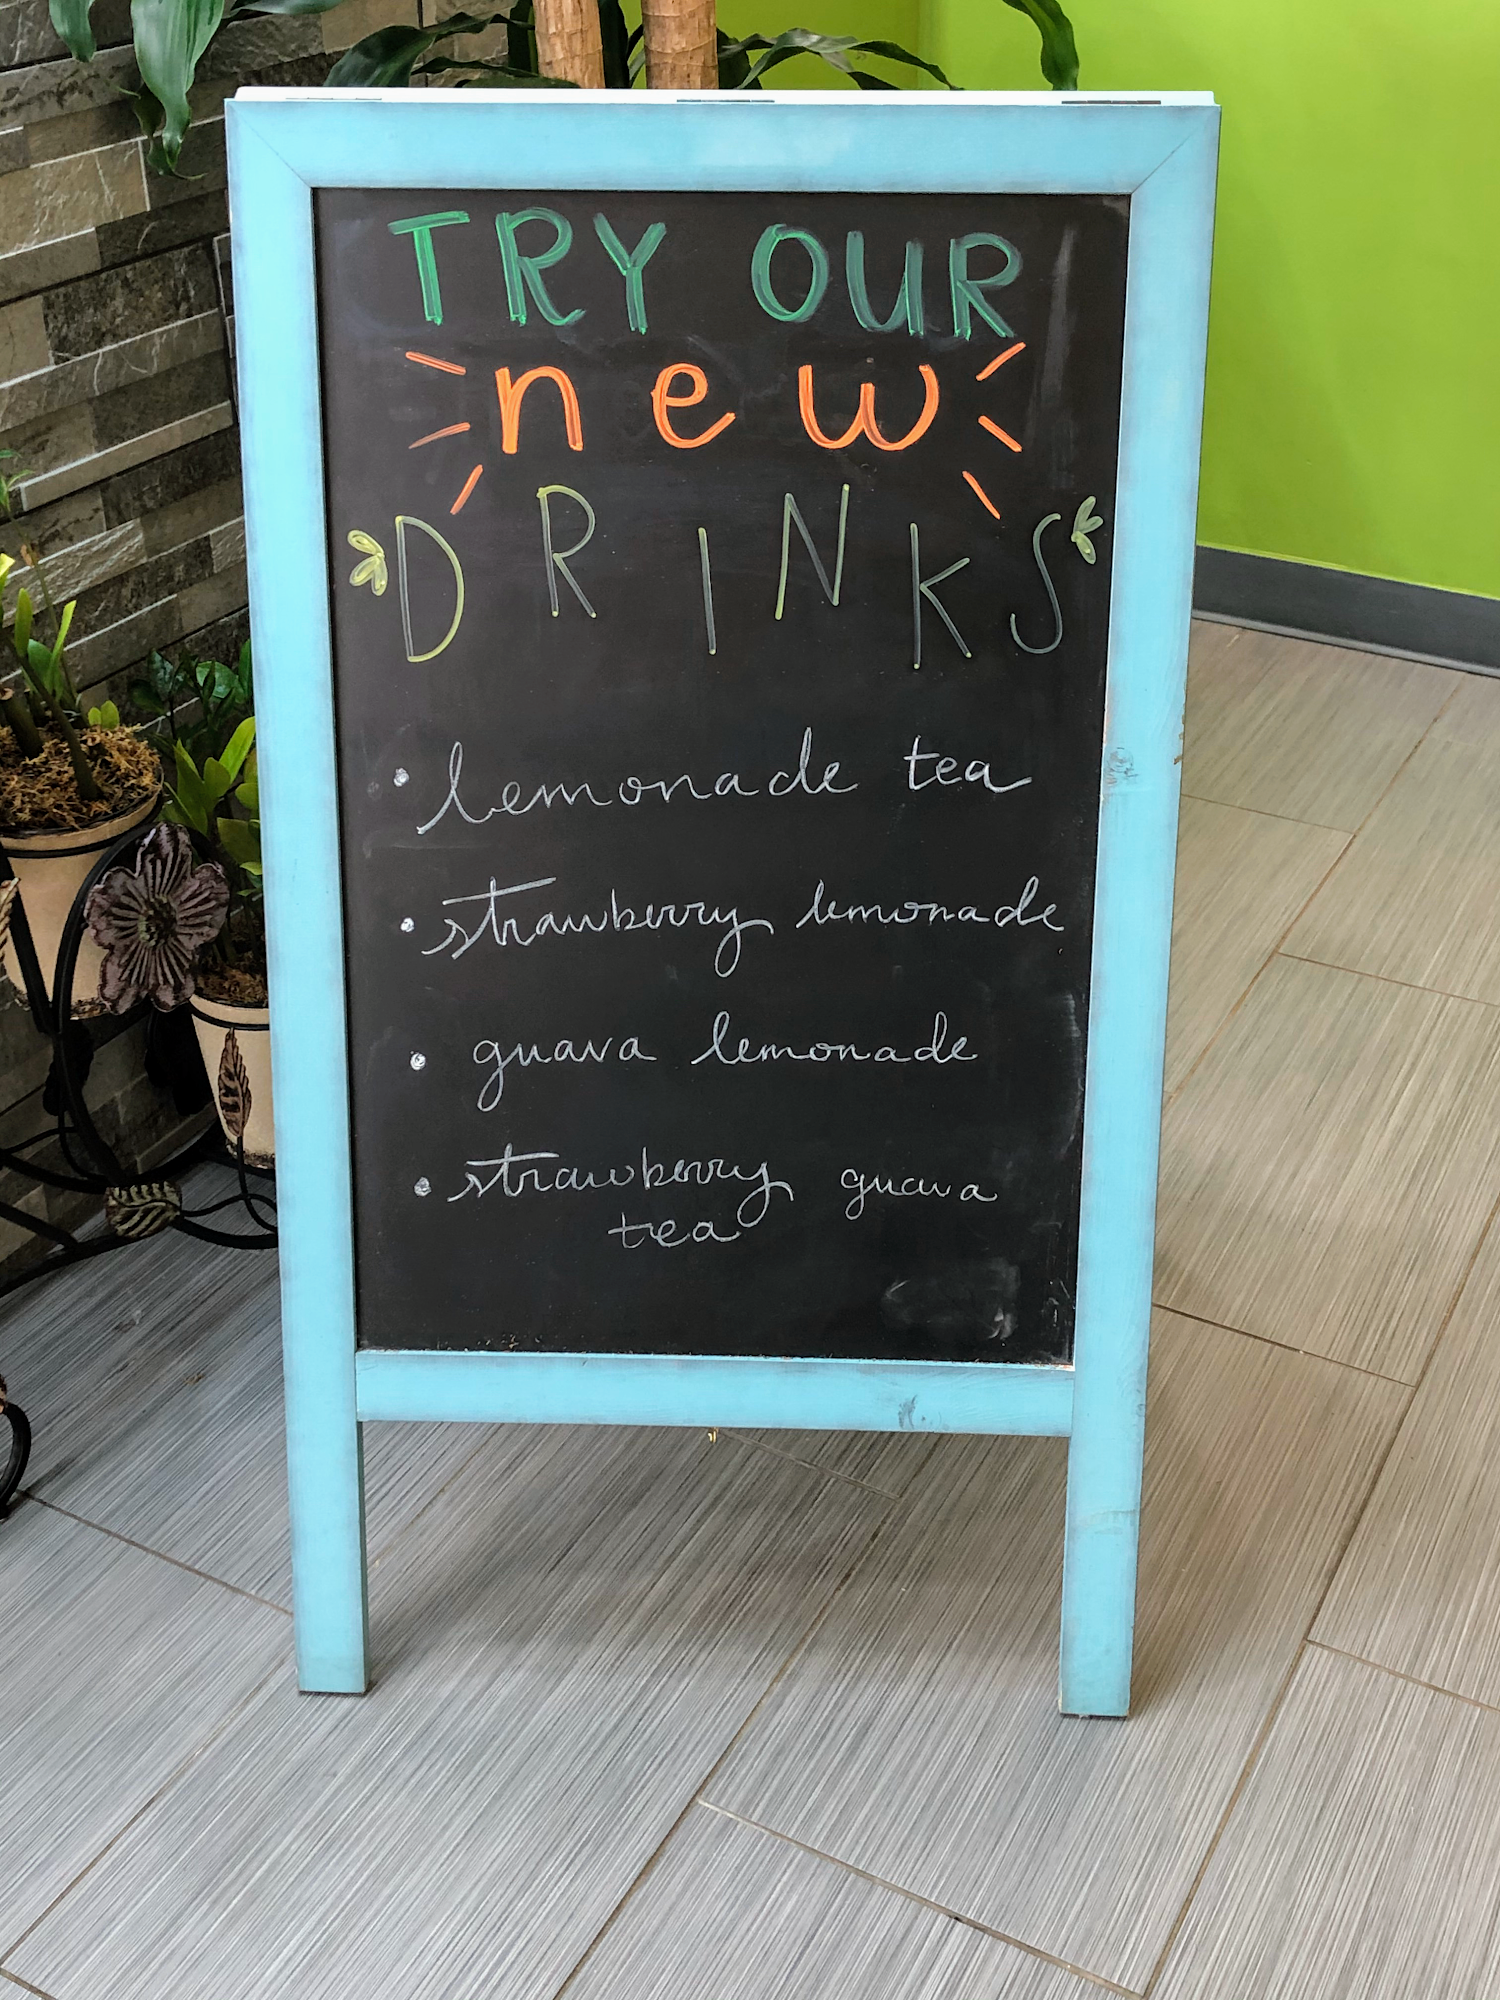 TRY OUR
new
DRINKS
• lemonade tea
• strawberry lemonade
• guava lemonade
• strawberry guava
tea